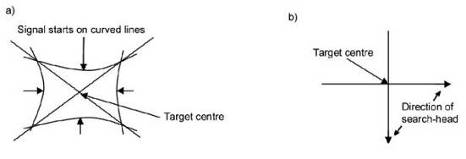 a)
Signal starts on curved lines
Target centre
b)
Target centre
Direction of
search-head